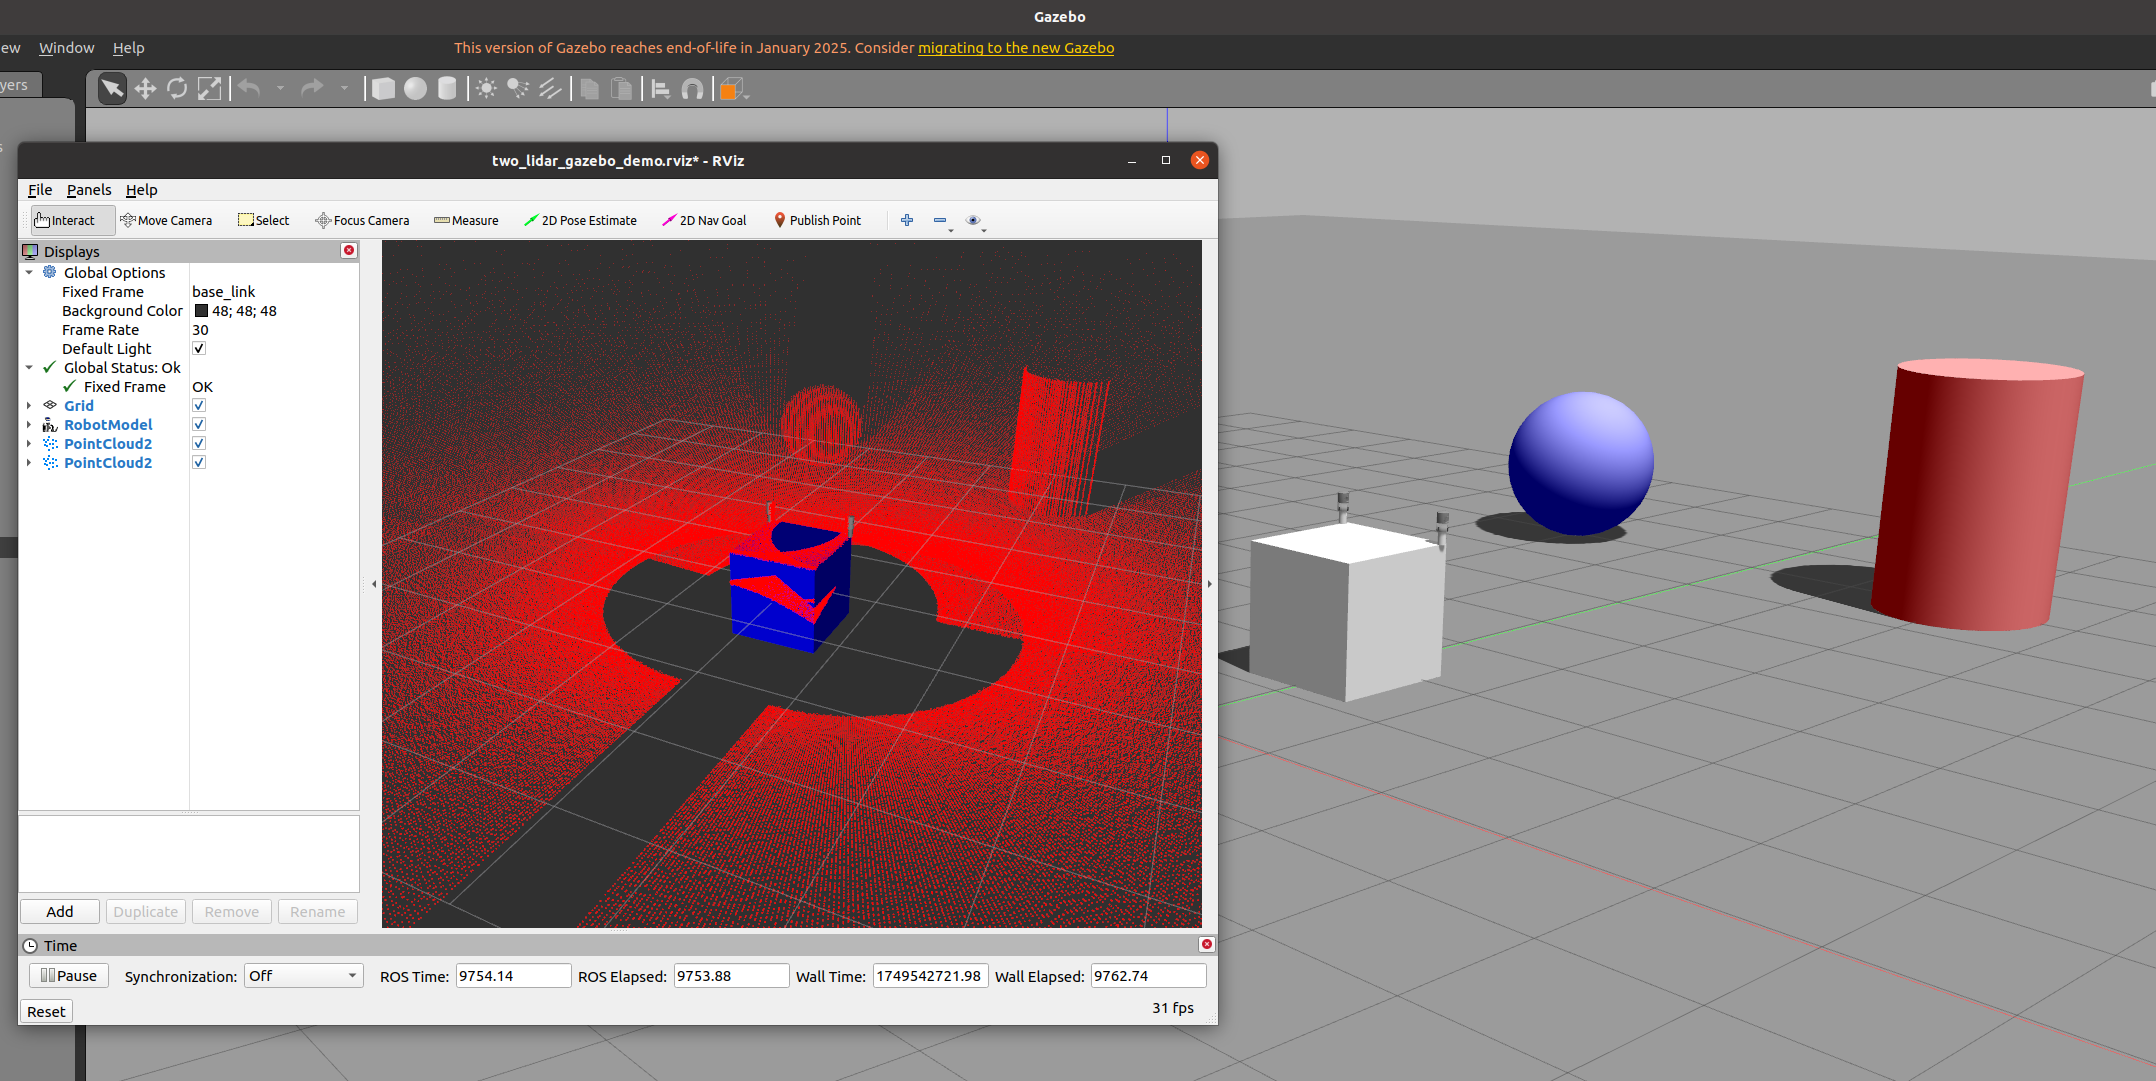 Gazebo
ew Window Help
This version of Gazebo reaches end-of-life in January 2025. Consider migrating to the new Gazebo
yers
s
two_lidar_gazebo_demo.rviz* - RViz
File Panels Help
Interact Move Camera Select Focus Camera Measure 2D Pose Estimate 2D Nav Goal Publish Point
Displays
Global Options
Fixed Frame base_link
Background Color 48; 48; 48
Frame Rate 30
Default Light
Global Status: Ok
Fixed Frame OK
Grid
RobotModel
PointCloud2
PointCloud2
Add Duplicate Remove Rename
Time
Pause Synchronization: Off ROS Time: 9754.14 ROS Elapsed: 9753.88 Wall Time: 1749542721.98 Wall Elapsed: 9762.74
Reset 31 fps